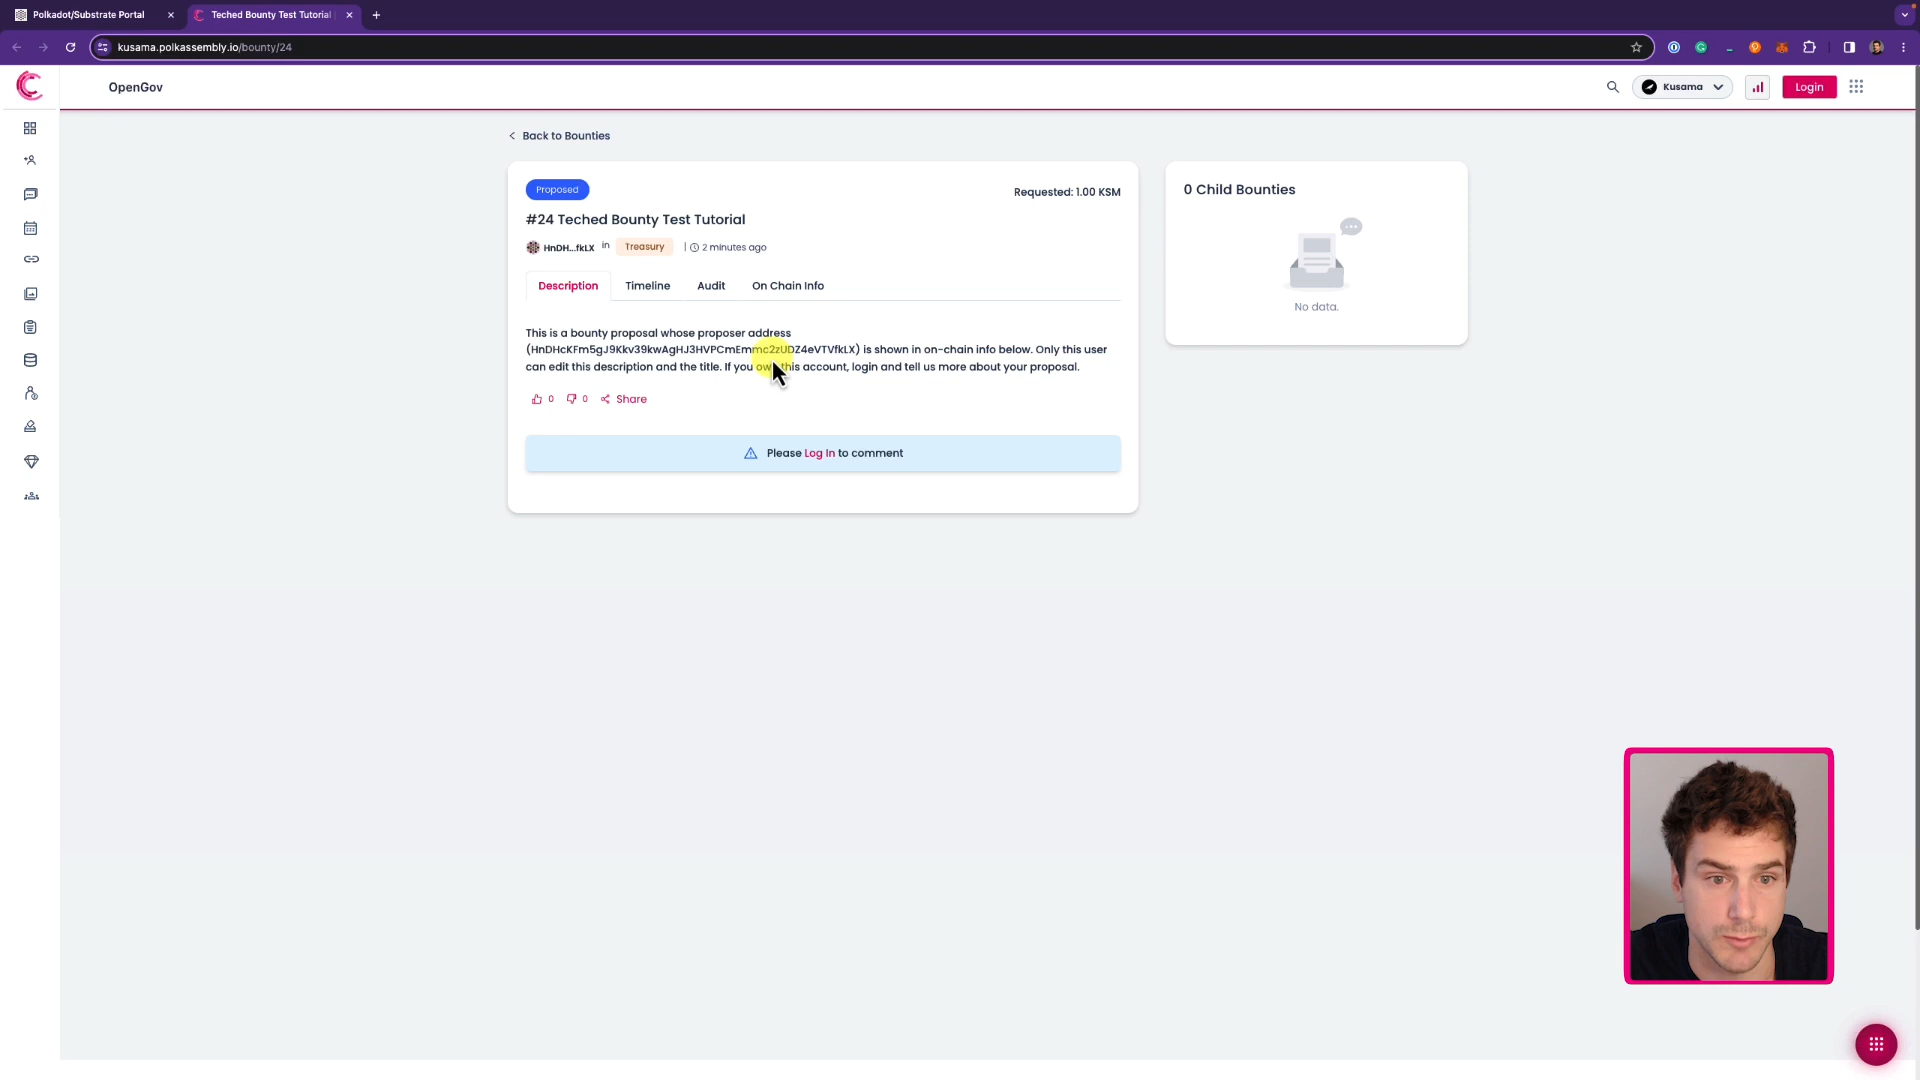 Polkadot/Substrate Portal
Teched Bounty Test Tutorial
kusama.polkassembly.io/bounty/24
OpenGov
Kusama
Login
Back to Bounties
Proposed
Requested: 1.00 KSM
#24 Teched Bounty Test Tutorial
HnDH...fkLX in Treasury | 2 minutes ago
Description Timeline Audit On Chain Info
This is a bounty proposal whose proposer address
(HnDHcKFm5gJ9Kkv39kwAgHJ3HVPCmEmmc2zUDZ4eVTVfkLX) is shown in on-chain info below. Only this user
can edit this description and the title. If you own this account, login and tell us more about your proposal.
0 0 Share
Please Log In to comment
0 Child Bounties
No data.